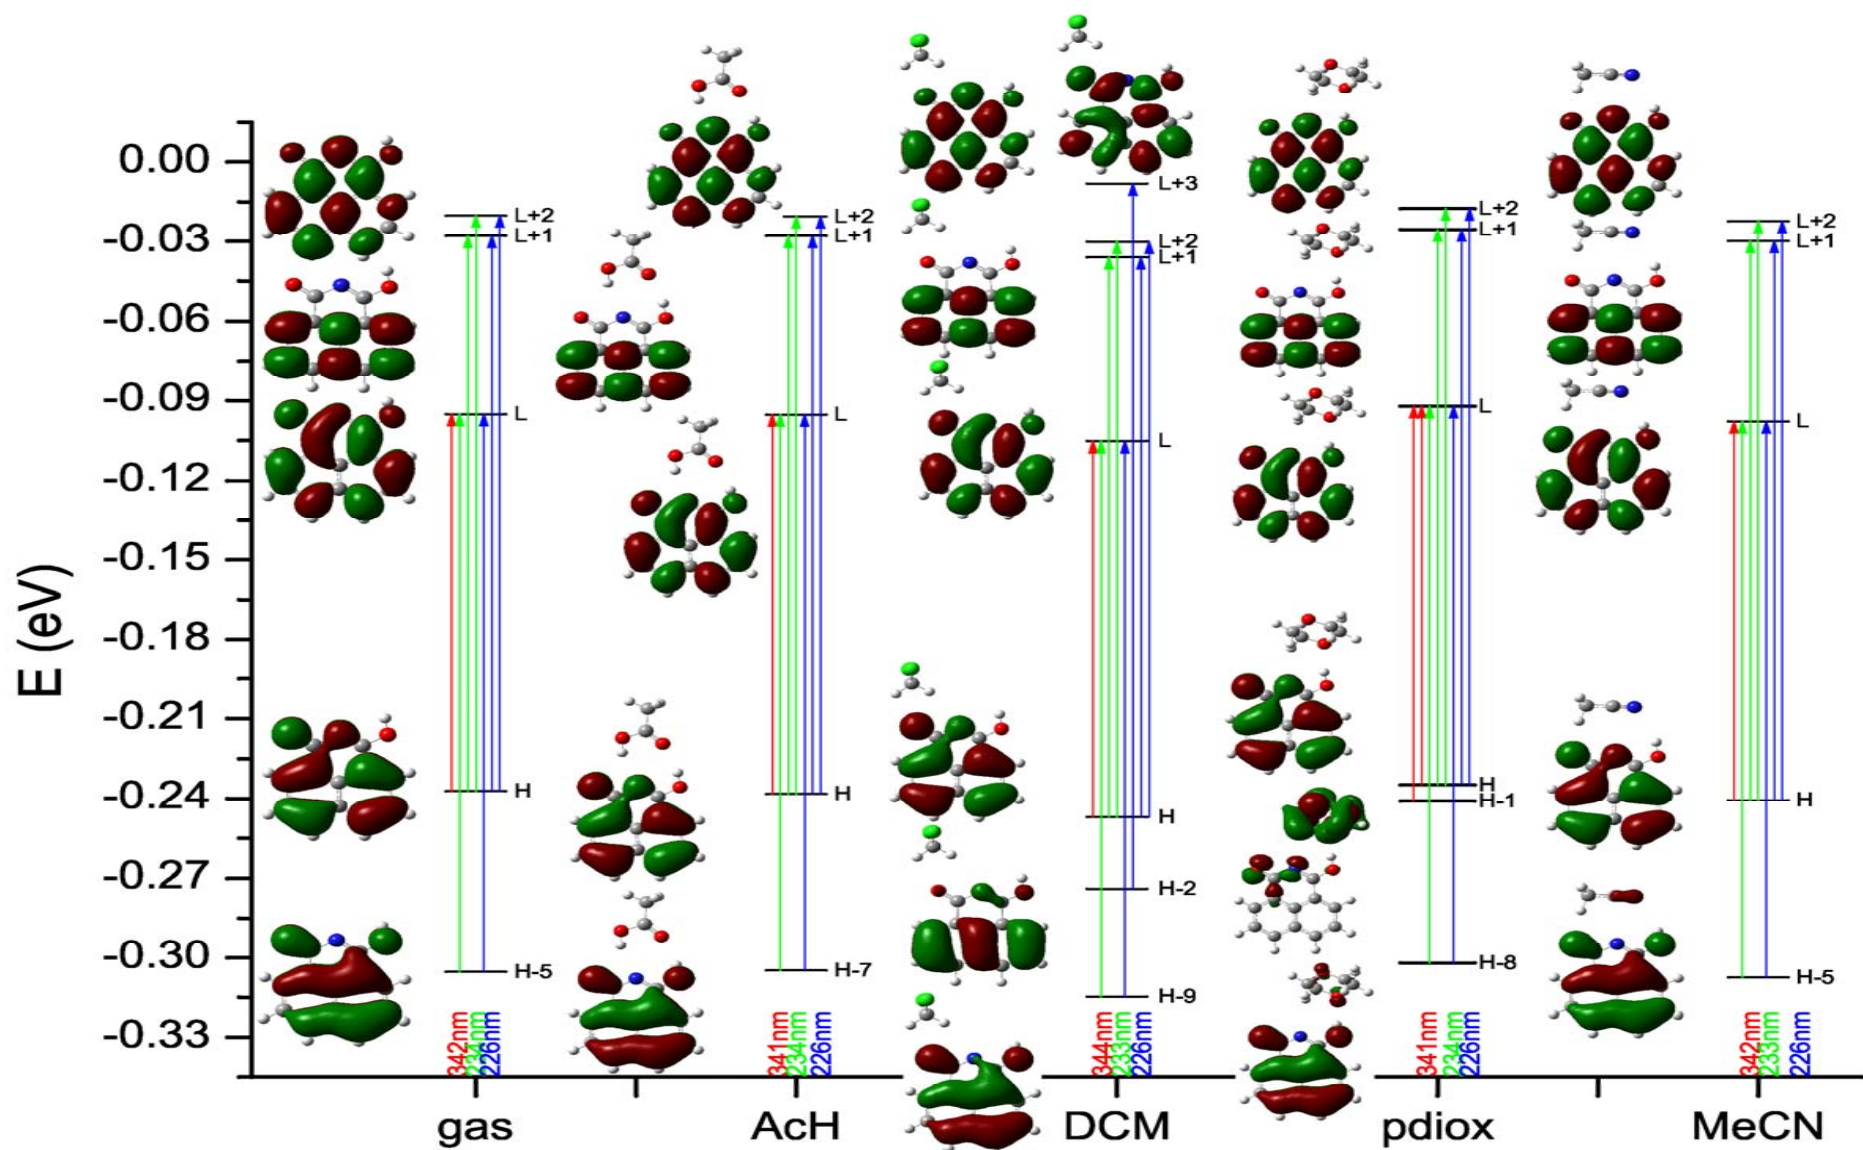 E (eV)
0.00
-0.03
-0.06
-0.09
-0.12
-0.15
-0.18
-0.21
-0.24
-0.27
-0.30
-0.33
L+2
L+1
L
H
H-5
342nm
234nm
226nm
gas
L+2
L+1
L
H
H-7
341nm
234nm
226nm
AcH
L+3
L+2
L+1
L
H
H-2
H-9
344nm
233nm
226nm
DCM
L+2
L+1
L
H
H-1
H-8
341nm
234nm
226nm
pdiox
L+2
L+1
L
H
H-5
342nm
233nm
226nm
MeCN